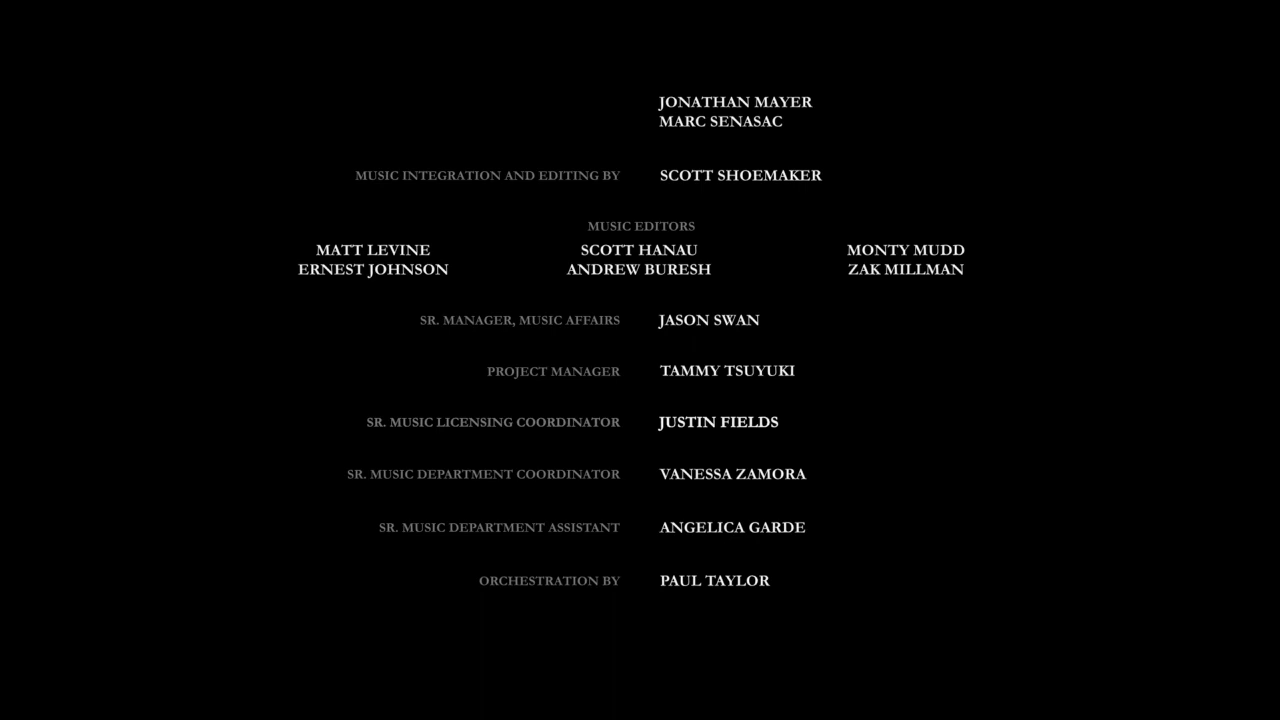 JONATHAN MAYER
MARC SENASAC
MUSIC INTEGRATION AND EDITING BY SCOTT SHOEMAKER
MUSIC EDITORS
MATT LEVINE SCOTT HANAU MONTY MUDD
ERNEST JOHNSON ANDREW BURESH ZAK MILLMAN
SR. MANAGER, MUSIC AFFAIRS JASON SWAN
PROJECT MANAGER TAMMY TSUYUKI
SR. MUSIC LICENSING COORDINATOR JUSTIN FIELDS
SR. MUSIC DEPARTMENT COORDINATOR VANESSA ZAMORA
SR. MUSIC DEPARTMENT ASSISTANT ANGELICA GARDE
ORCHESTRATION BY PAUL TAYLOR